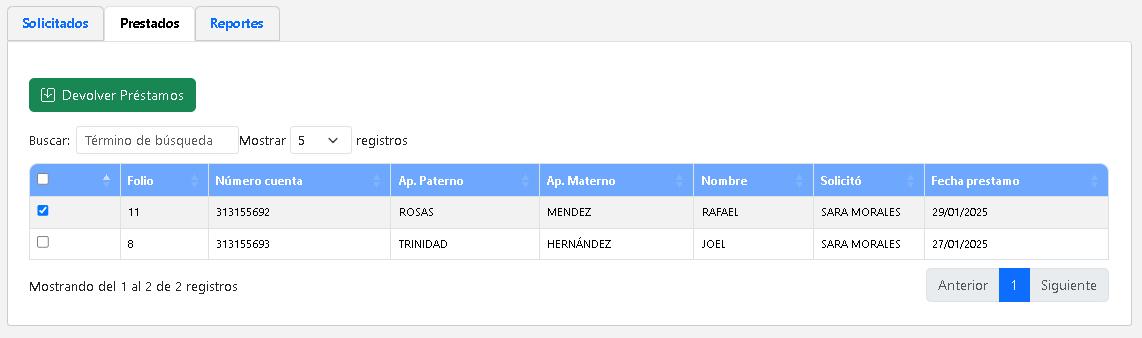 Solicitados Prestados Reportes
Devolver Préstamos
Buscar: Término de búsqueda Mostrar 5 registros
Folio Número cuenta Ap. Paterno Ap. Materno Nombre Solicitó Fecha prestamo
11 313155692 ROSAS MENDEZ RAFAEL SARA MORALES 29/01/2025
8 313155693 TRINIDAD HERNÁNDEZ JOEL SARA MORALES 27/01/2025
Mostrando del 1 al 2 de 2 registros Anterior 1 Siguiente